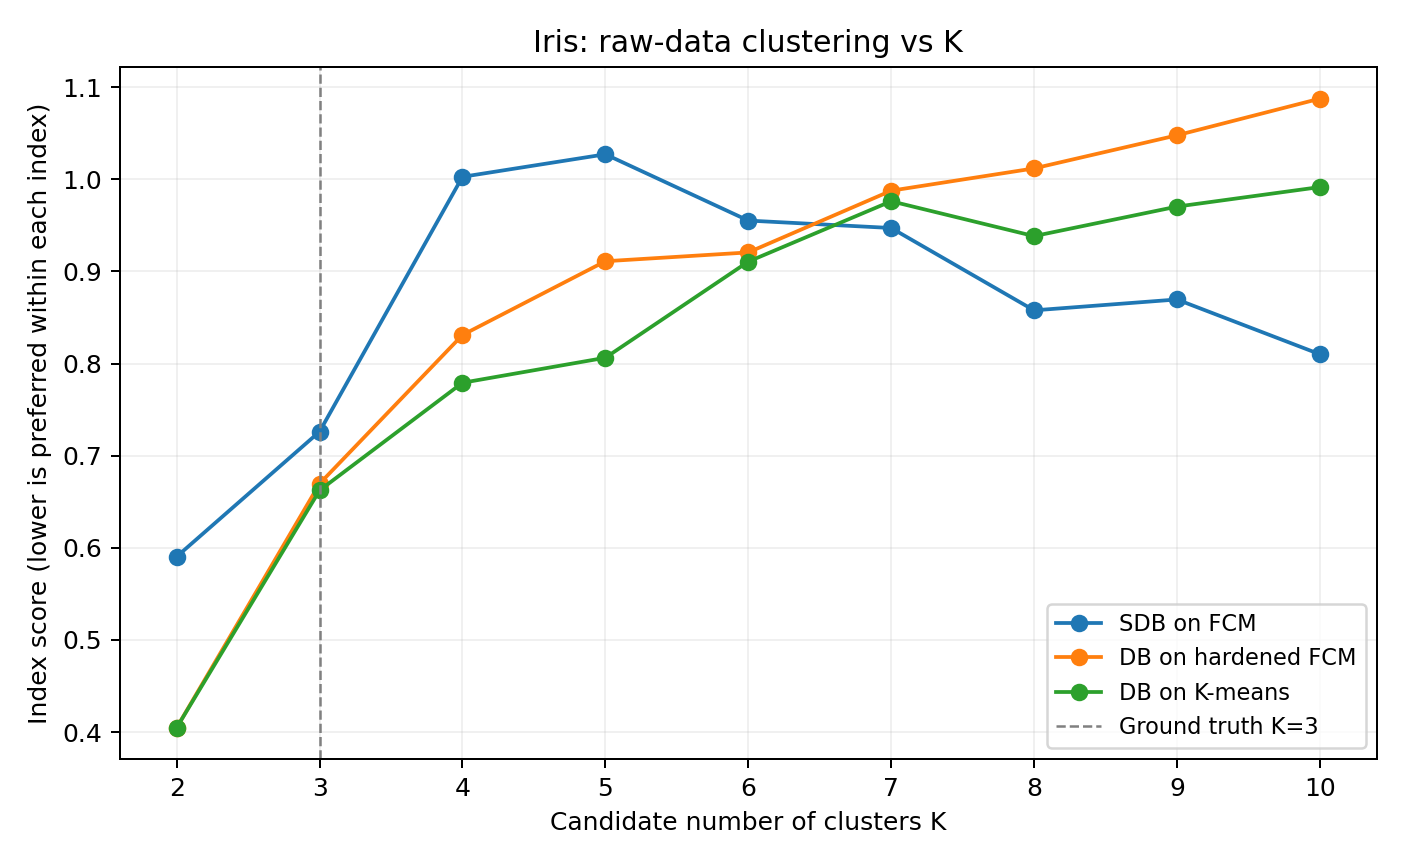 Iris: raw-data clustering vs K
Index score (lower is preferred within each index)
1.1
1.0
0.9
0.8
0.7
0.6
0.5
0.4
SDB on FCM
DB on hardened FCM
DB on K-means
Ground truth K=3
2 3 4 5 6 7 8 9 10
Candidate number of clusters K